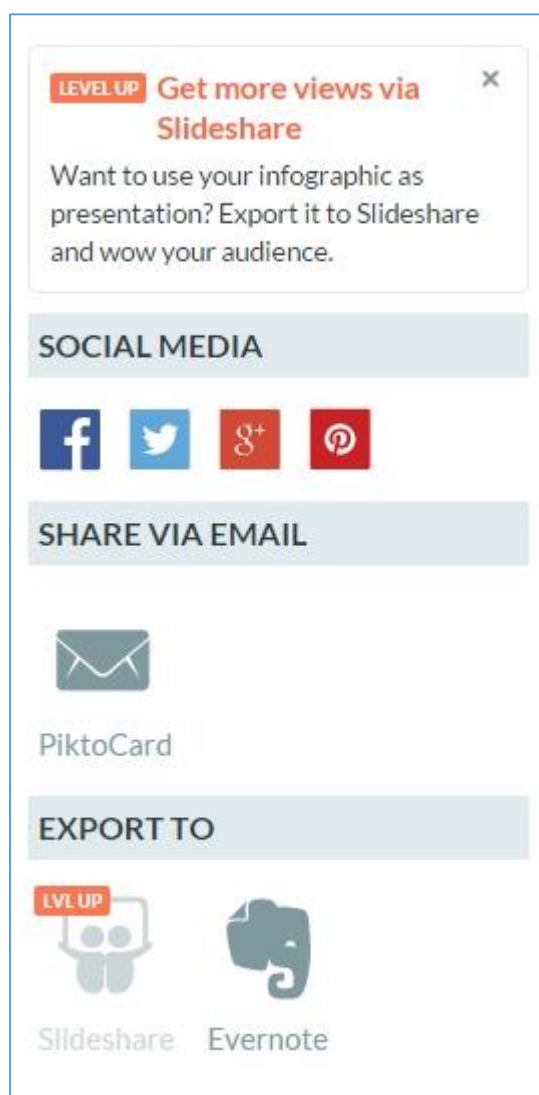 LEVEL UP Get more views via
Slideshare
Want to use your infographic as
presentation? Export it to Slideshare
and wow your audience.
SOCIAL MEDIA
f g+
SHARE VIA EMAIL
PiktoCard
EXPORT TO
LVL UP
Slideshare Evernote